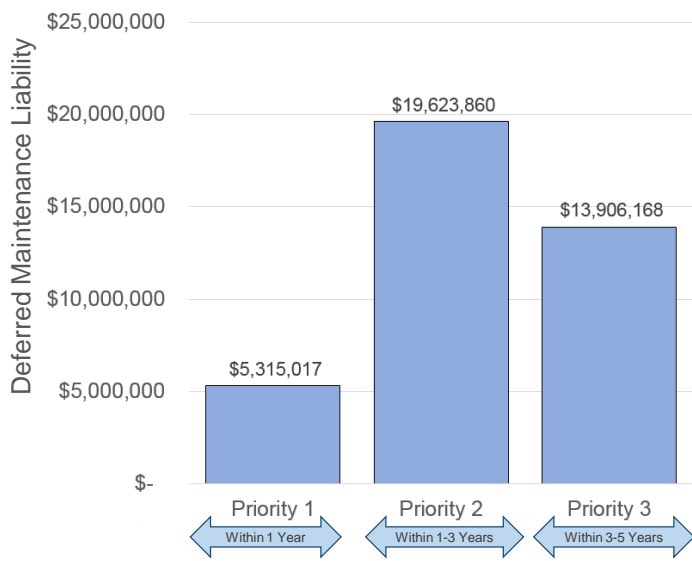 Deferred Maintenance Liability
$25,000,000
$20,000,000
$15,000,000
$10,000,000
$5,000,000
$-
$5,315,017
$19,623,860
$13,906,168
Priority 1
Priority 2
Priority 3
Within 1 Year
Within 1-3 Years
Within 3-5 Years